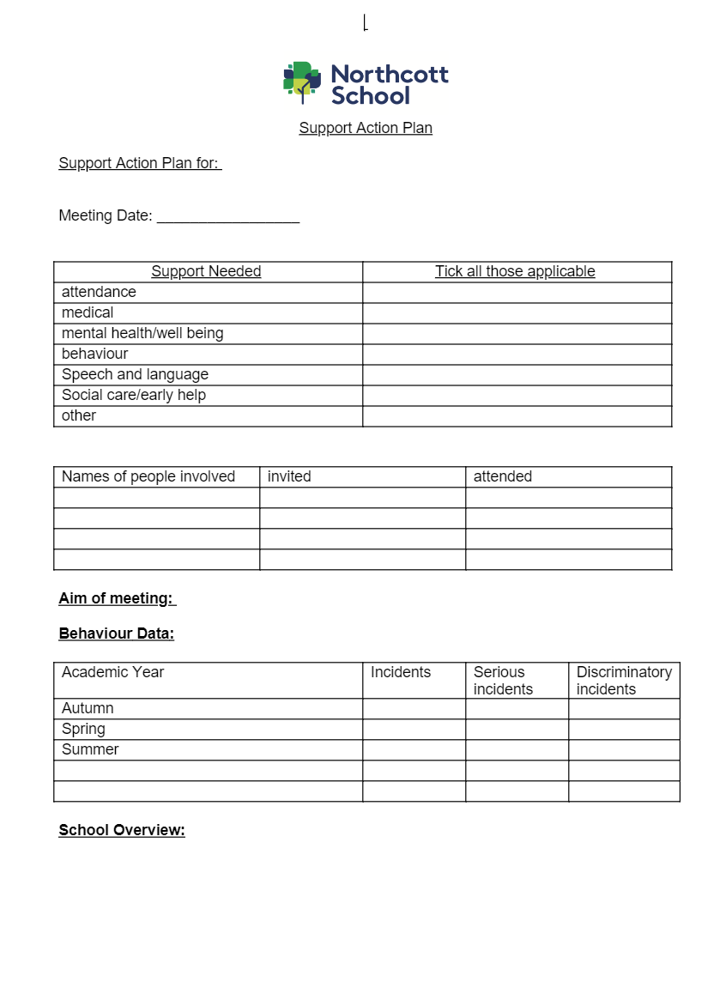 Northcott
School
Support Action Plan
Support Action Plan for:
Meeting Date: _________________
Support Needed Tick all those applicable
attendance
medical
mental health/well being
behaviour
Speech and language
Social care/early help
other
Names of people involved invited attended
Aim of meeting:
Behaviour Data:
Academic Year Incidents Serious incidents Discriminatory incidents
Autumn
Spring
Summer
School Overview: